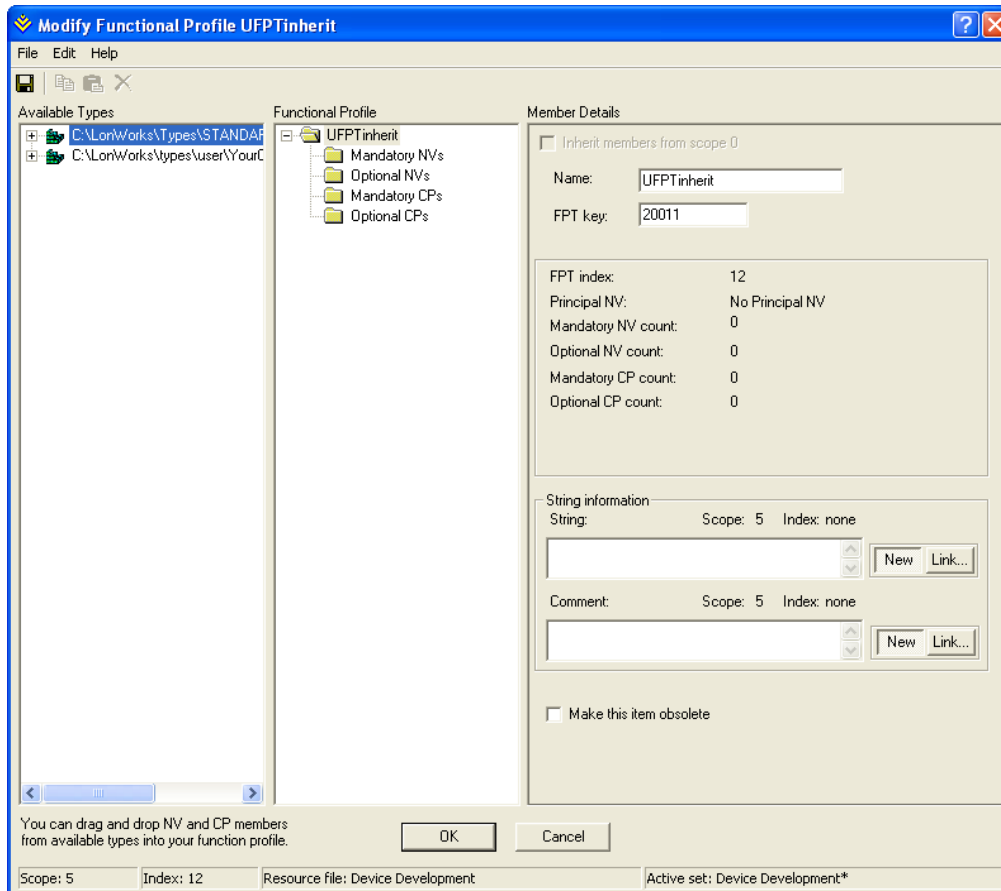 Modify Functional Profile UFPTinherit
File Edit Help
Available Types
C:\LonWorks\Types\STANDAR
C:\LonWorks\types\user\YourC
Functional Profile
UFPTinherit
Mandatory NVs
Optional NVs
Mandatory CPs
Optional CPs
Member Details
Inherit members from scope 0
Name: UFPTinherit
FPT key: 20011
FPT index: 12
Principal NV: No Principal NV
Mandatory NV count: 0
Optional NV count: 0
Mandatory CP count: 0
Optional CP count: 0
String information
String: Scope: 5 Index: none
New Link...
Comment: Scope: 5 Index: none
New Link...
Make this item obsolete
You can drag and drop NV and CP members
from available types into your function profile.
OK Cancel
Scope: 5 Index: 12 Resource file: Device Development Active set: Device Development*